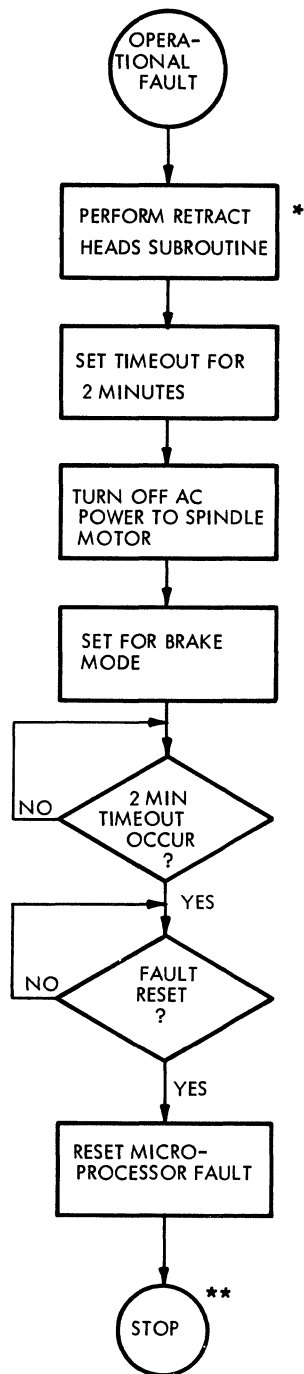 OPERA-
TIONAL
FAULT
PERFORM RETRACT *
HEADS SUBROUTINE
SET TIMEOUT FOR
2 MINUTES
TURN OFF AC
POWER TO SPINDLE
MOTOR
SET FOR BRAKE
MODE
2 MIN
TIMEOUT
OCCUR
?
NO
YES
FAULT
RESET
?
NO
YES
RESET MICRO-
PROCESSOR FAULT
**
STOP